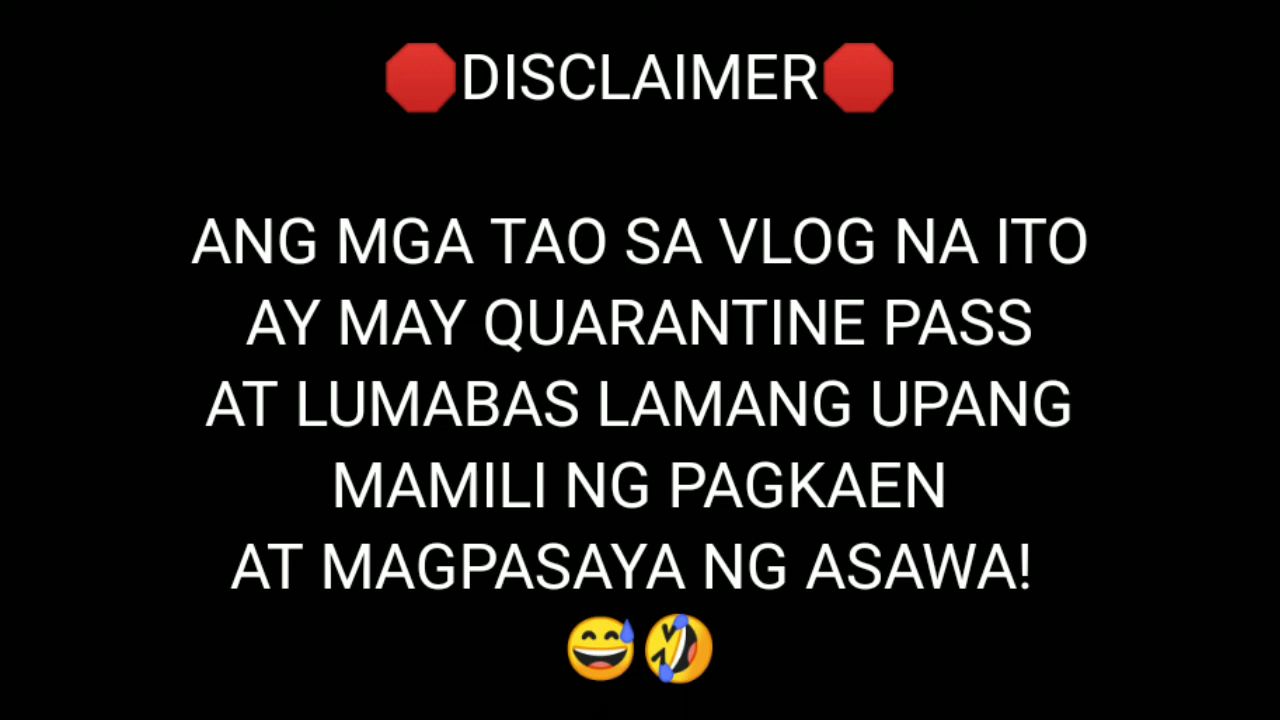 🛑DISCLAIMER🛑
ANG MGA TAO SA VLOG NA ITO
AY MAY QUARANTINE PASS
AT LUMABAS LAMANG UPANG
MAMILI NG PAGKAEN
AT MAGPASAYA NG ASAWA!
😅🤣